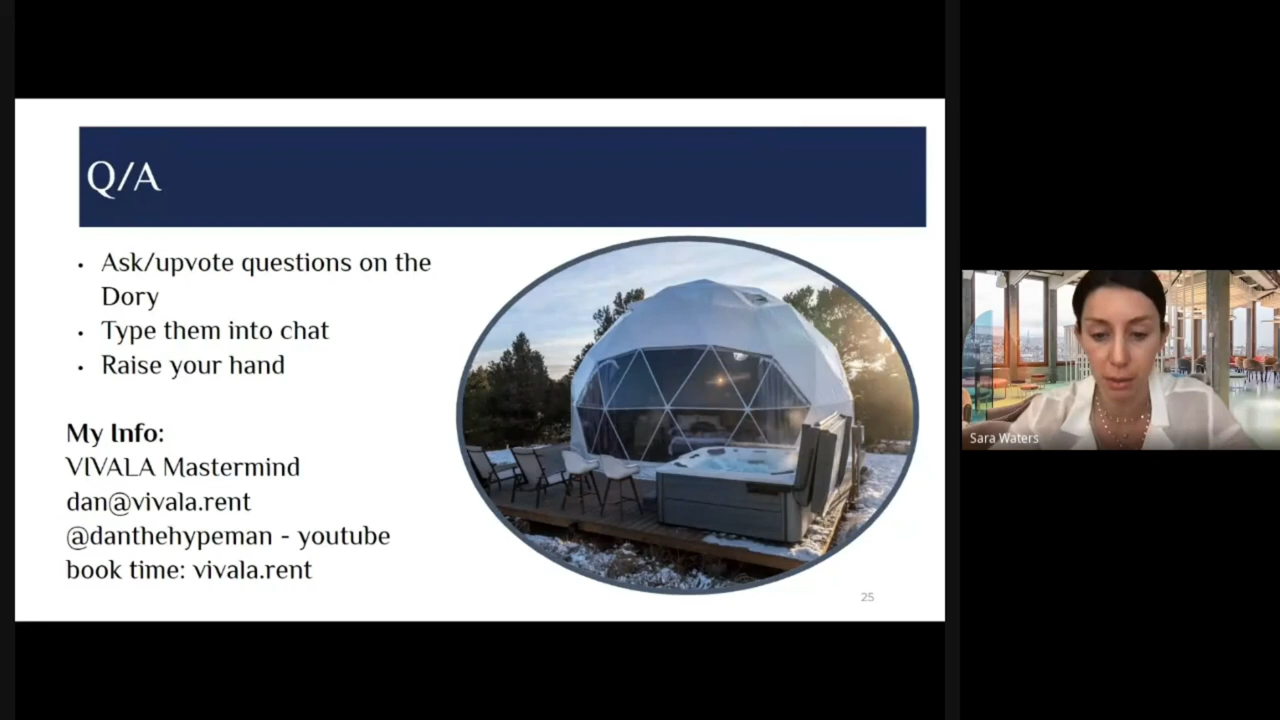 Q/A
• Ask/upvote questions on the
Dory
• Type them into chat
• Raise your hand
My Info:
VIVALA Mastermind
dan@vivala.rent
@danthehypeman - youtube
book time: vivala.rent
25
Sara Waters